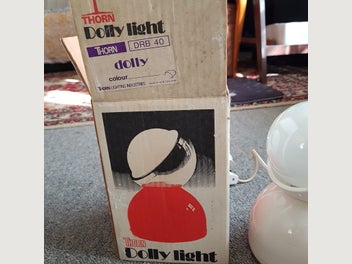 THORN
Dolly light
THORN DRB 40
dolly
colour
THORN LIGHTING INDUSTRIES
THORN
Dolly light